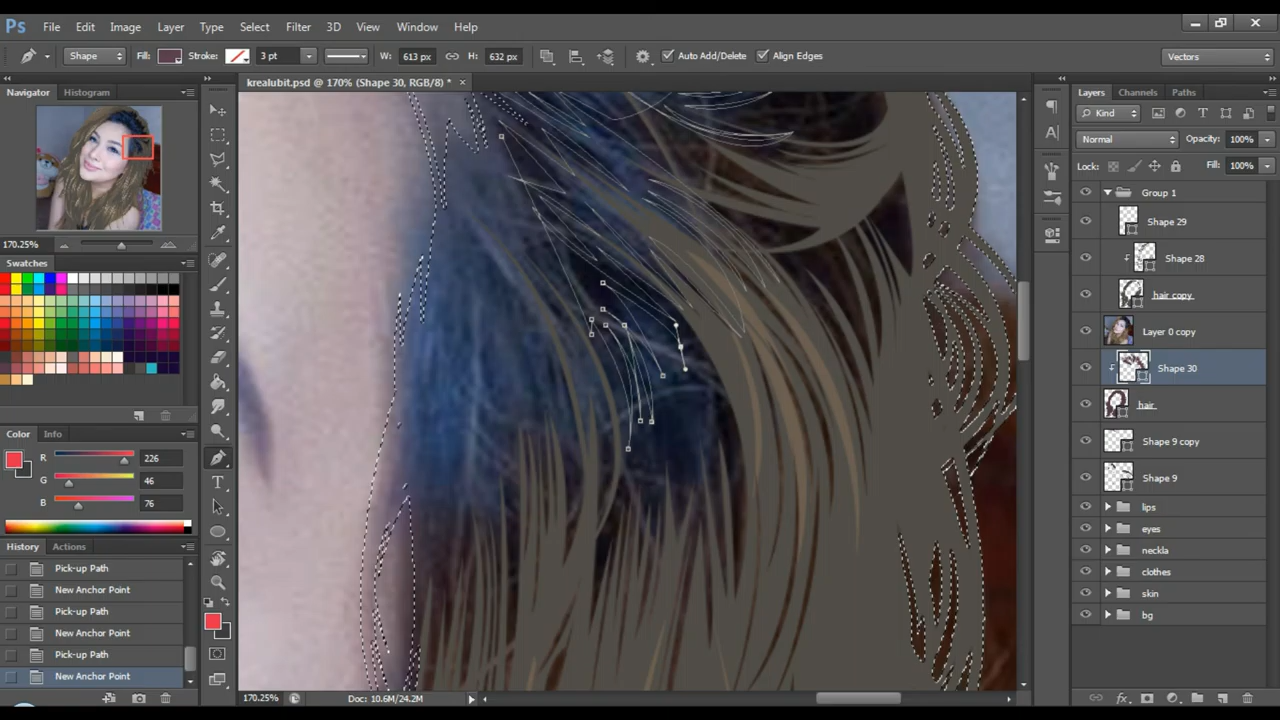 Ps File Edit Image Layer Type Select Filter 3D View Window Help
Shape Fill: Stroke: 3 pt W: 613 px H: 632 px Auto Add/Delete Align Edges Vectors
krealubit.psd @ 170% (Shape 30, RGB/8) *
Navigator Histogram
170.25%
Swatches
Color Info
R 226
G 46
B 76
History Actions
Pick-up Path
New Anchor Point
Pick-up Path
New Anchor Point
Pick-up Path
New Anchor Point
170.25% Doc: 10.6M/24.2M
Layers Channels Paths
Kind
Normal Opacity: 100%
Lock: Fill: 100%
Group 1
Shape 29
Shape 28
hair copy
Layer 0 copy
Shape 30
hair
Shape 9 copy
Shape 9
lips
eyes
neckla
clothes
skin
bg